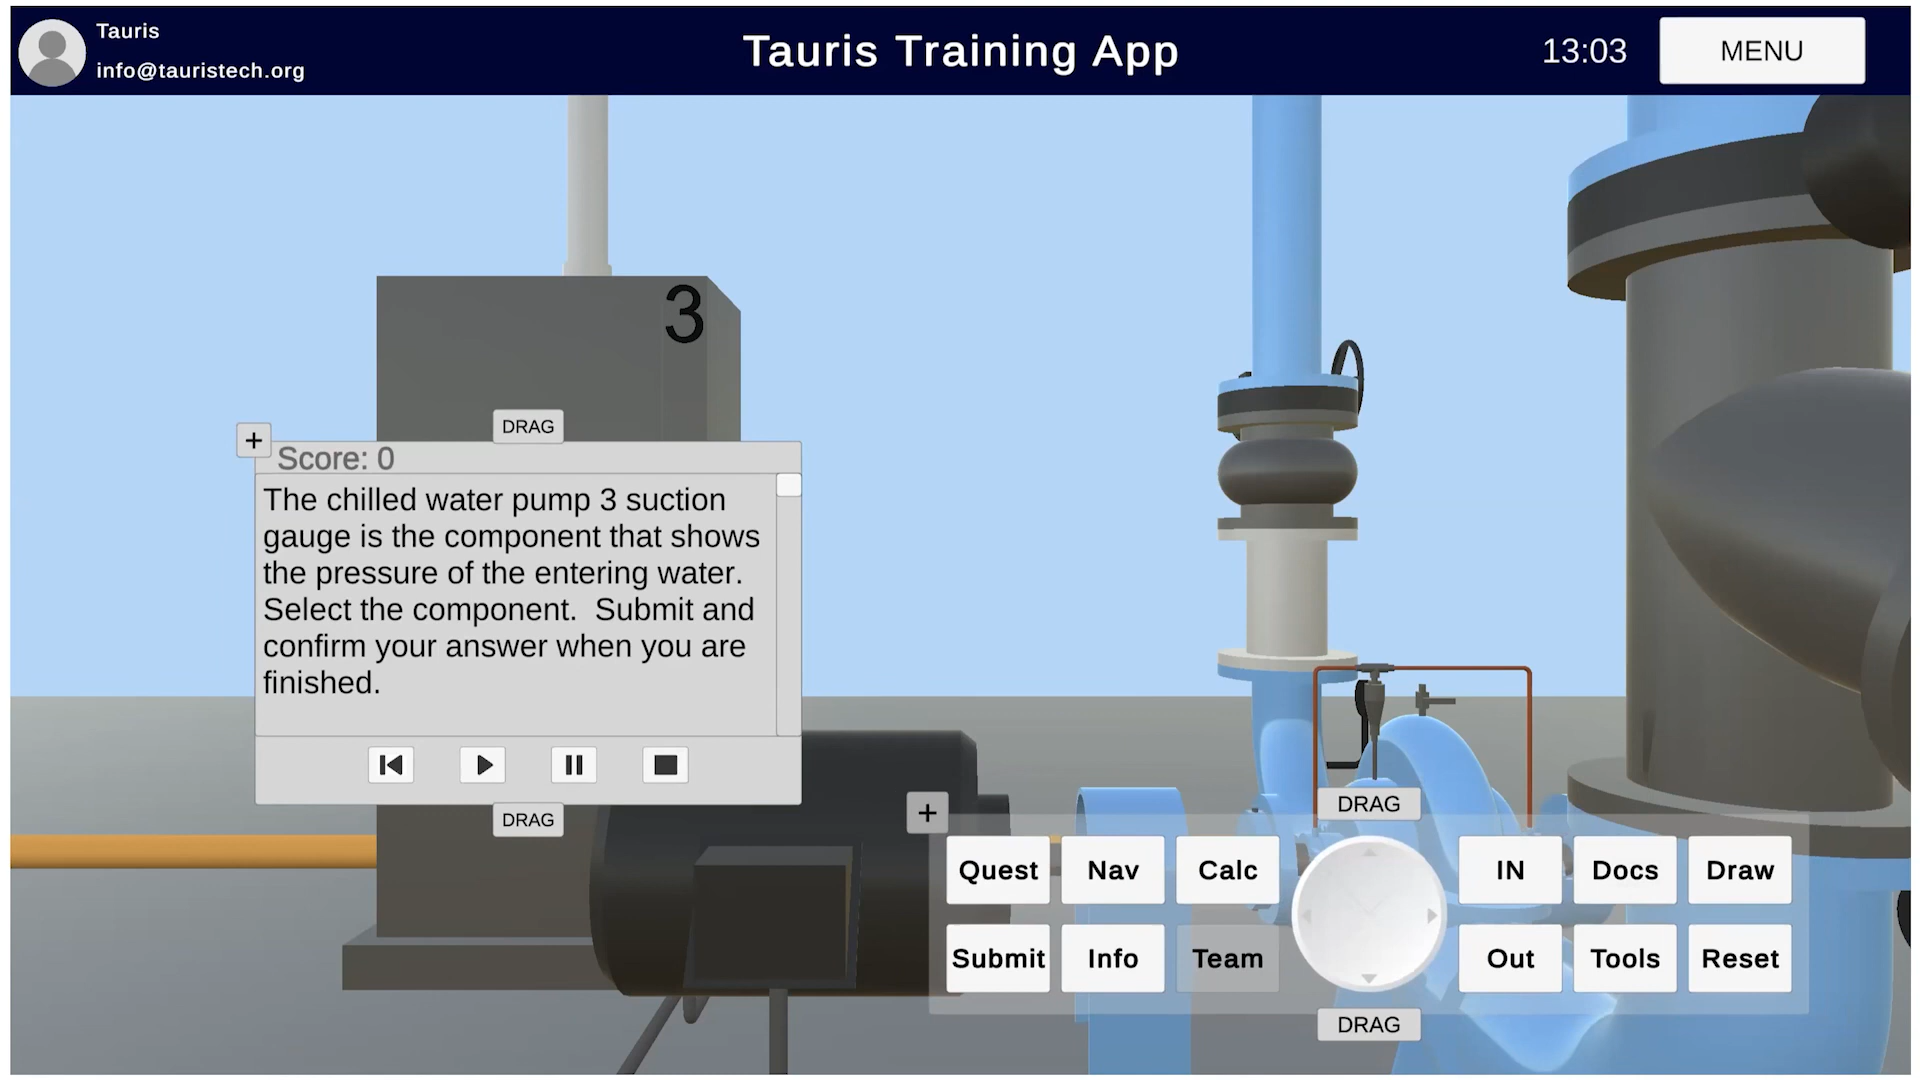 Tauris
info@tauristech.org
Tauris Training App
13:03
MENU
3
DRAG
+
Score: 0
The chilled water pump 3 suction
gauge is the component that shows
the pressure of the entering water.
Select the component.  Submit and
confirm your answer when you are
finished.
DRAG
+
DRAG
Quest Nav Calc IN Docs Draw
Submit Info Team Out Tools Reset
DRAG